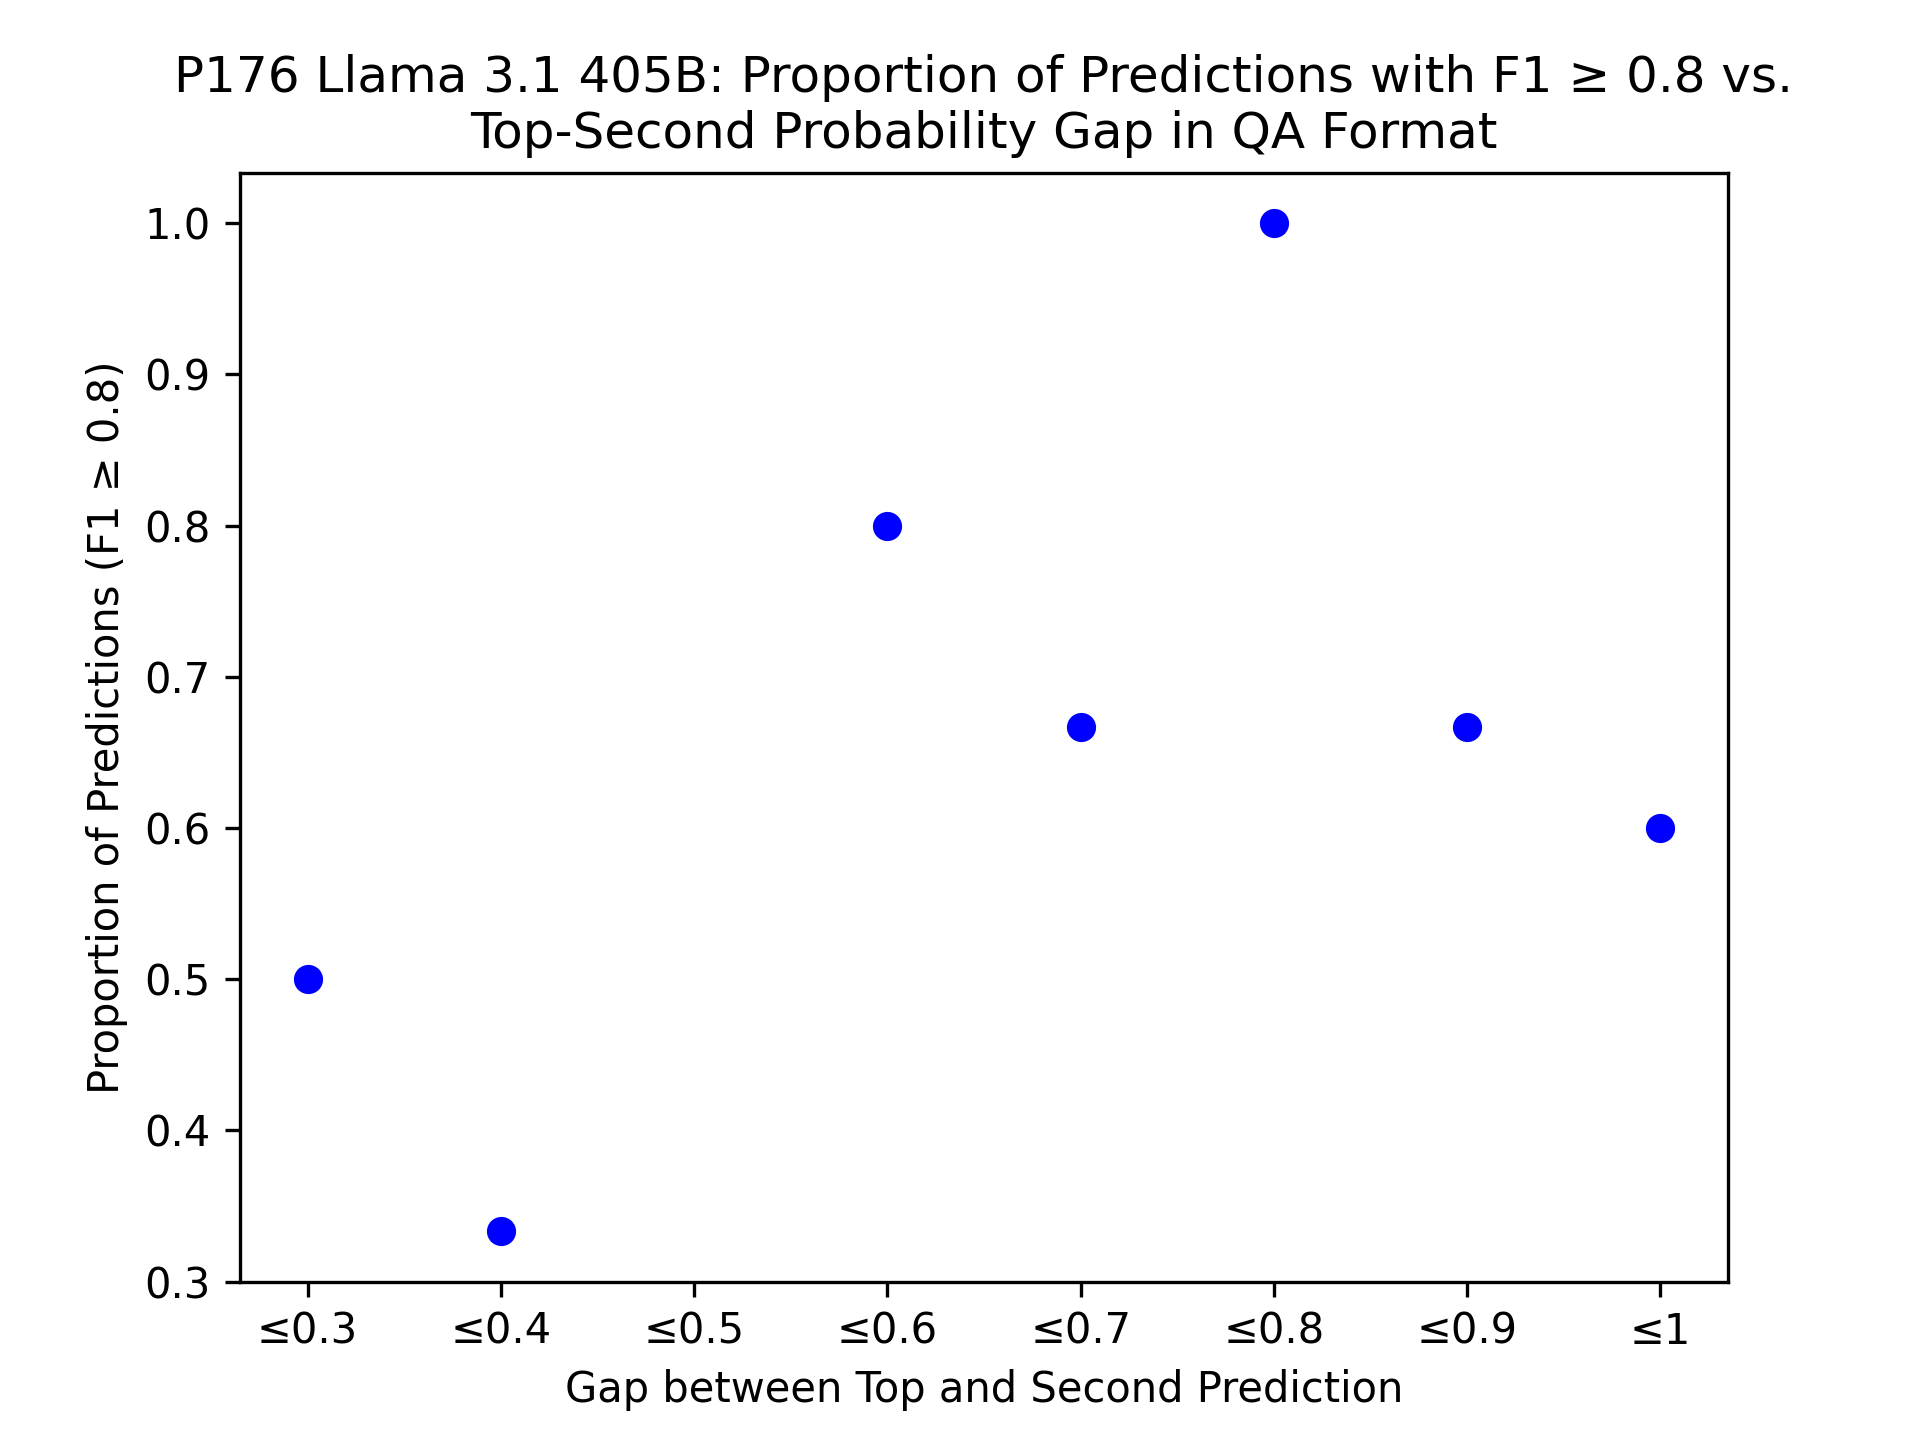 P176 Llama 3.1 405B: Proportion of Predictions with F1 ≥ 0.8 vs.
Top-Second Probability Gap in QA Format
Proportion of Predictions (F1 ≥ 0.8)
1.0
0.9
0.8
0.7
0.6
0.5
0.4
0.3
≤0.3 ≤0.4 ≤0.5 ≤0.6 ≤0.7 ≤0.8 ≤0.9 ≤1
Gap between Top and Second Prediction